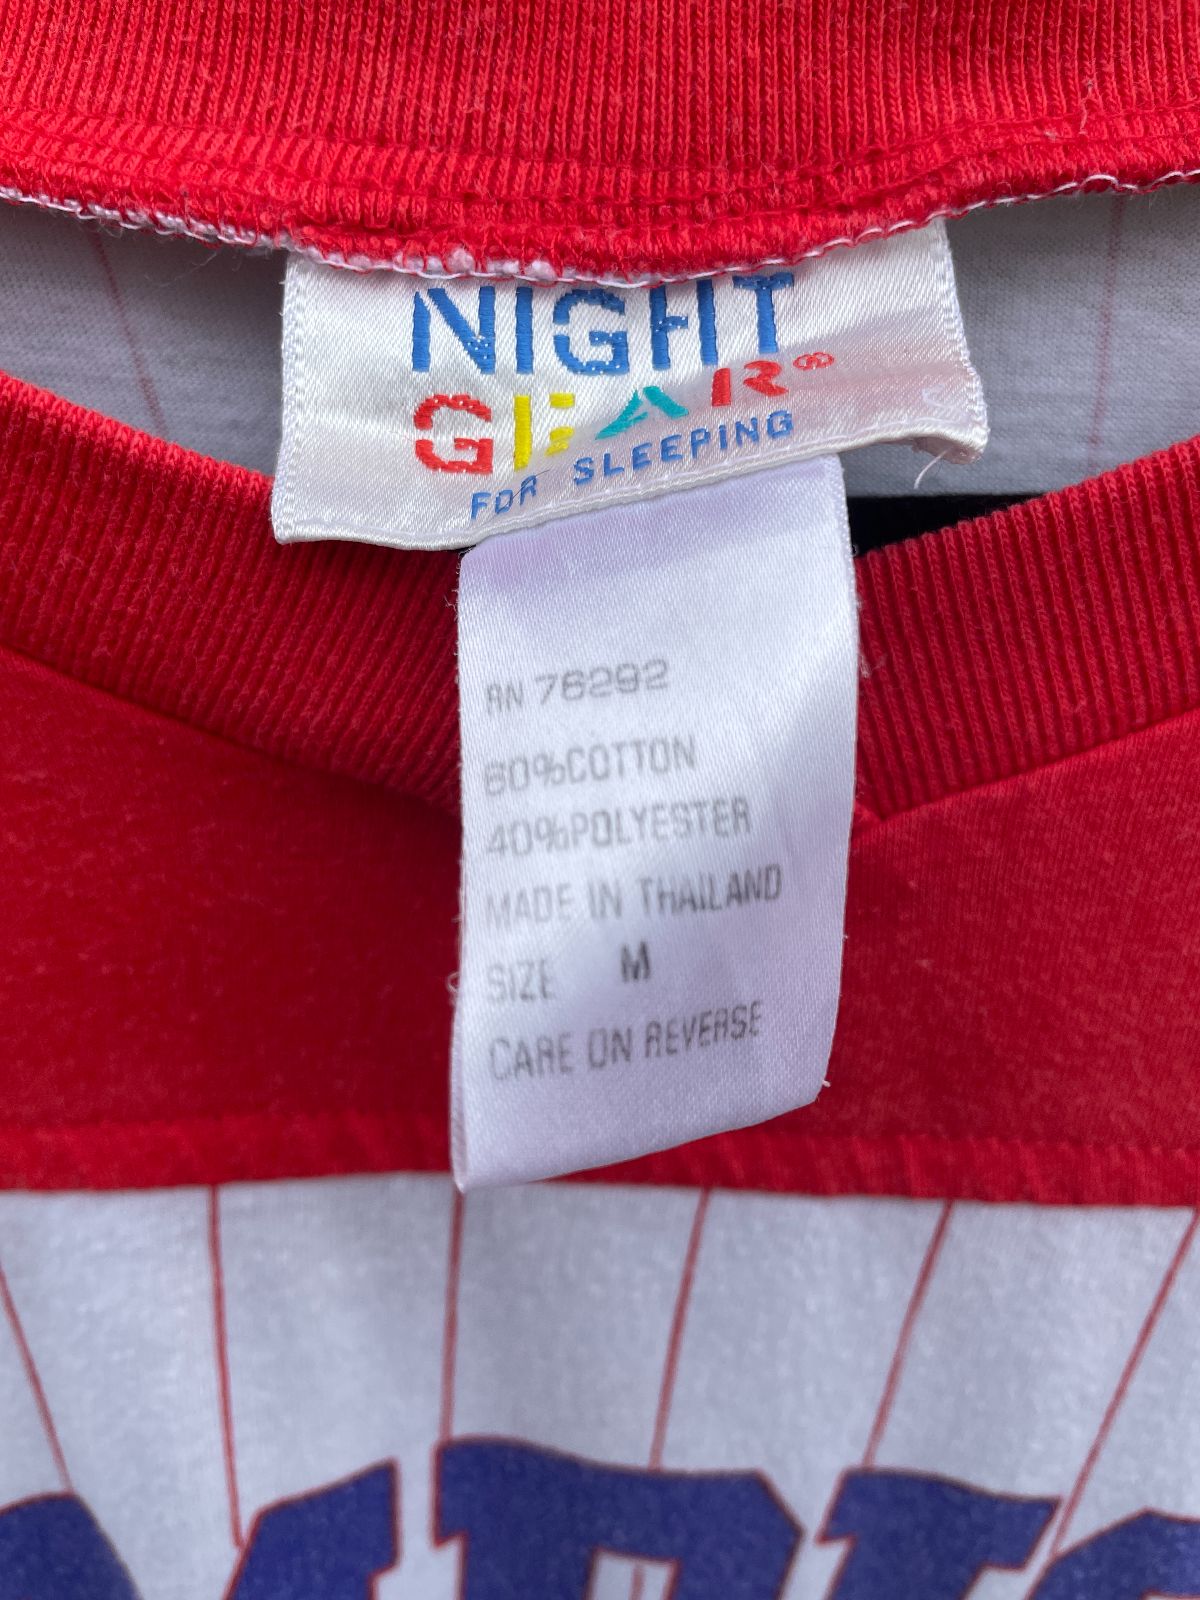 NIGHT
GEAR®
FOR SLEEPING
RN 76292
60%COTTON
40%POLYESTER
MADE IN THAILAND
SIZE M
CARE ON REVERSE